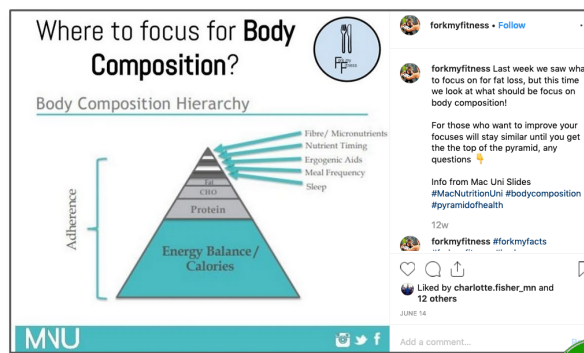 Where to focus for Body
Composition?
Body Composition Hierarchy
Fibre/ Micronutrients
Nutrient Timing
Ergogenic Aids
Meal Frequency
Sleep
Fat
CHO
Protein
Energy Balance/
Calories
Adherence
MNU
forkmyfitness • Follow
forkmyfitness Last week we saw wha
to focus on for fat loss, but this time
we look at what should be focus on
body composition!
For those who want to improve your
focuses will stay similar until you get
the the top of the pyramid, any
questions 👇
Info from Mac Uni Slides
#MacNutritionUni #bodycomposition
#pyramidofhealth
12w
forkmyfitness #forkmyfacts
Liked by charlotte.fisher_mn and
12 others
JUNE 14
Add a comment...